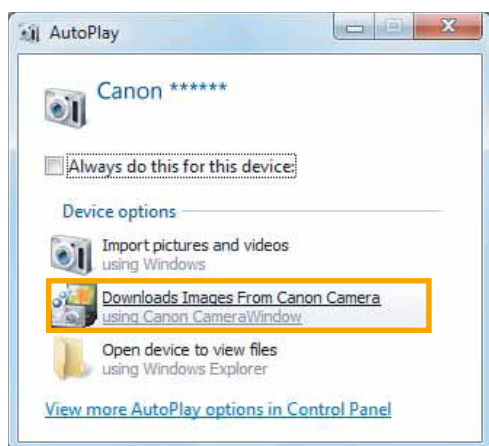 AutoPlay
Canon ******
Always do this for this device:
Device options
Import pictures and videos
using Windows
Downloads Images From Canon Camera
using Canon CameraWindow
Open device to view files
using Windows Explorer
View more AutoPlay options in Control Panel